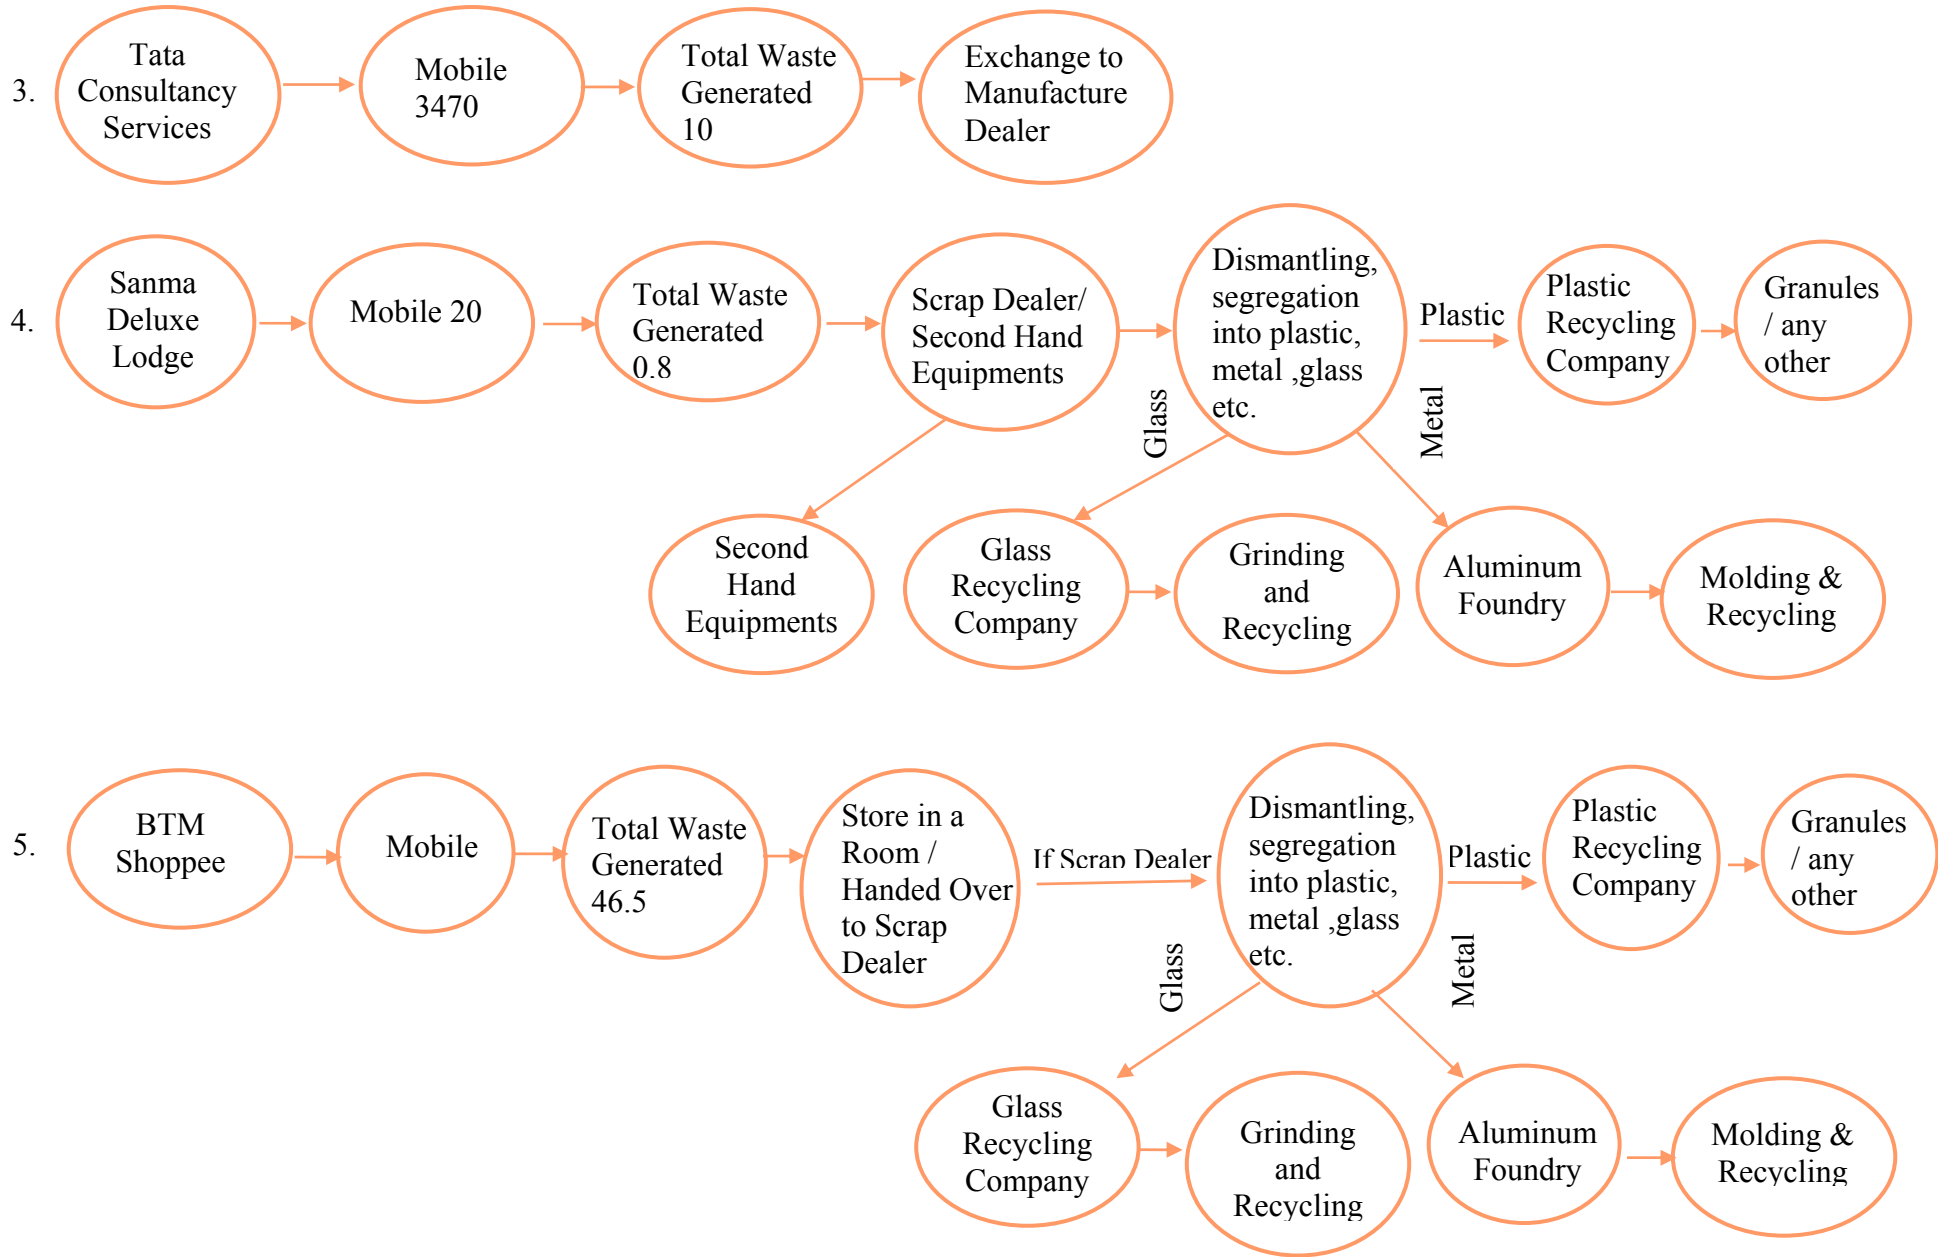 3.
Tata
Consultancy
Services
Mobile
3470
Total Waste
Generated
10
Exchange to
Manufacture
Dealer
4.
Sanma
Deluxe
Lodge
Mobile 20
Total Waste
Generated
0.8
Scrap Dealer/
Second Hand
Equipments
Dismantling,
segregation
into plastic,
metal ,glass
etc.
Plastic
Plastic
Recycling
Company
Granules
/ any
other
Glass
Metal
Second
Hand
Equipments
Glass
Recycling
Company
Grinding
and
Recycling
Aluminum
Foundry
Molding &
Recycling
5.
BTM
Shoppee
Mobile
Total Waste
Generated
46.5
Store in a
Room /
Handed Over
to Scrap
Dealer
If Scrap Dealer
Dismantling,
segregation
into plastic,
metal ,glass
etc.
Plastic
Plastic
Recycling
Company
Granules
/ any
other
Glass
Metal
Glass
Recycling
Company
Grinding
and
Recycling
Aluminum
Foundry
Molding &
Recycling